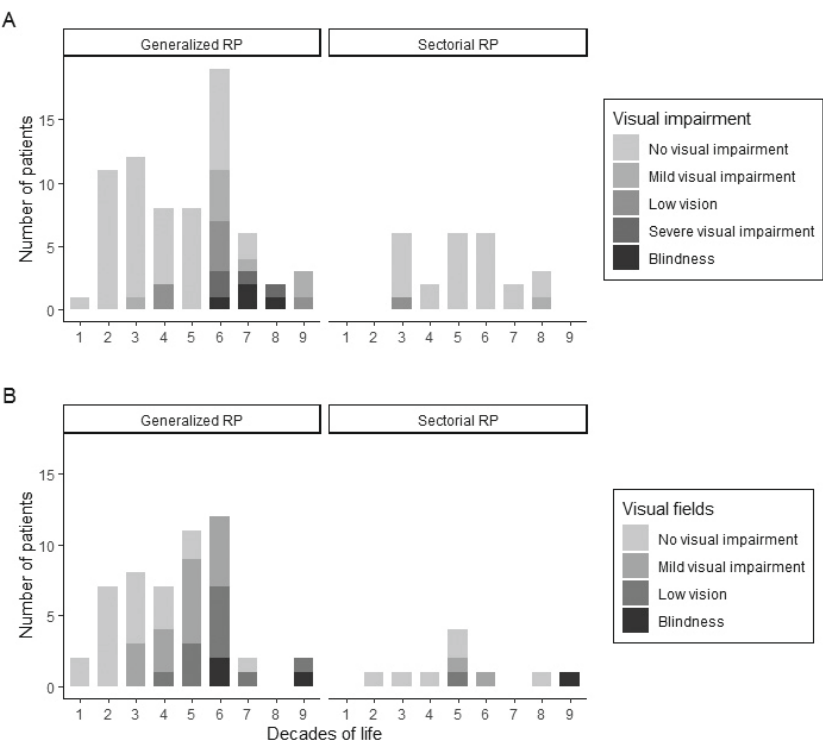 A
Generalized RP
Sectorial RP
Number of patients
15
10
5
0
1 2 3 4 5 6 7 8 9
1 2 3 4 5 6 7 8 9
Visual impairment
No visual impairment
Mild visual impairment
Low vision
Severe visual impairment
Blindness
B
Generalized RP
Sectorial RP
Number of patients
15
10
5
0
1 2 3 4 5 6 7 8 9
1 2 3 4 5 6 7 8 9
Decades of life
Visual fields
No visual impairment
Mild visual impairment
Low vision
Blindness